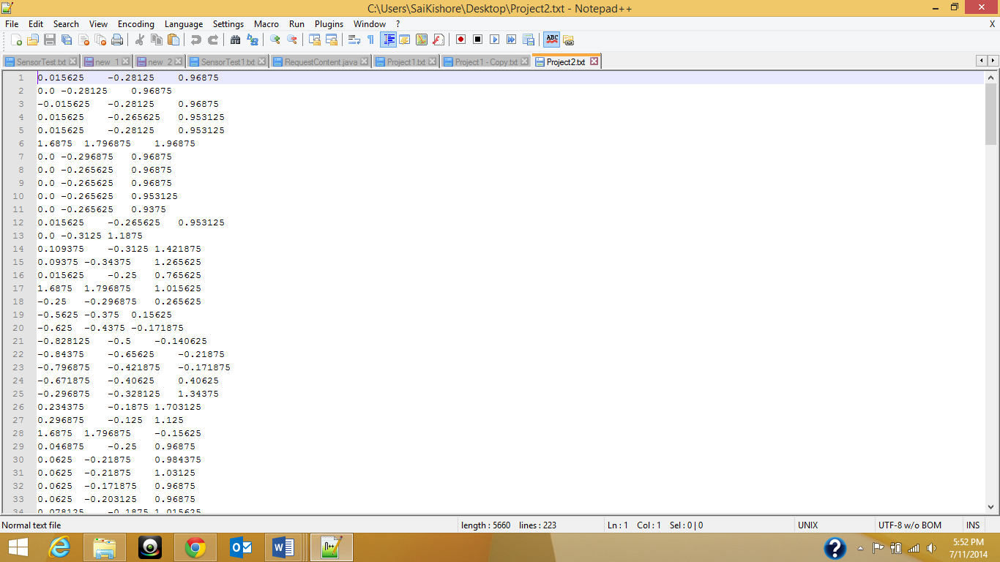 C:\Users\SaiKishore\Desktop\Project2.txt - Notepad++
File Edit Search View Encoding Language Settings Macro Run Plugins Window ? X
SensorTest.txt new 1 new 2 SensorTest1.txt RequestContent.java Project1.txt Project1 - Copy.txt Project2.txt
1 0.015625 -0.28125 0.96875
2 0.0 -0.28125 0.96875
3 -0.015625 -0.28125 0.96875
4 0.015625 -0.265625 0.953125
5 0.015625 -0.28125 0.953125
6 1.6875 1.796875 1.96875
7 0.0 -0.296875 0.96875
8 0.0 -0.265625 0.96875
9 0.0 -0.265625 0.96875
10 0.0 -0.265625 0.953125
11 0.0 -0.265625 0.9375
12 0.015625 -0.265625 0.953125
13 0.0 -0.3125 1.1875
14 0.109375 -0.3125 1.421875
15 0.09375 -0.34375 1.265625
16 0.015625 -0.25 0.765625
17 1.6875 1.796875 1.015625
18 -0.25 -0.296875 0.265625
19 -0.5625 -0.375 0.15625
20 -0.625 -0.4375 -0.171875
21 -0.828125 -0.5 -0.140625
22 -0.84375 -0.65625 -0.21875
23 -0.796875 -0.421875 -0.171875
24 -0.671875 -0.40625 0.40625
25 -0.296875 -0.328125 1.34375
26 0.234375 -0.1875 1.703125
27 0.296875 -0.125 1.125
28 1.6875 1.796875 -0.15625
29 0.046875 -0.25 0.96875
30 0.0625 -0.21875 0.984375
31 0.0625 -0.21875 1.03125
32 0.0625 -0.171875 0.96875
33 0.0625 -0.203125 0.96875
34 0.078125 -0.1875 1.015625
Normal text file length : 5660 lines : 223 Ln : 1 Col : 1 Sel : 0 | 0 UNIX UTF-8 w/o BOM INS
5:52 PM
7/11/2014